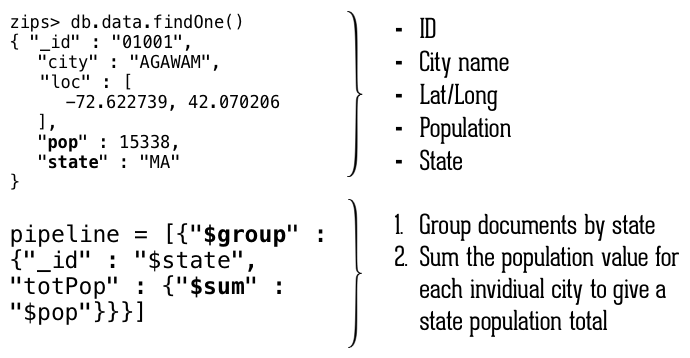 zips> db.data.findOne()
{ "_id" : "01001",
"city" : "AGAWAM",
"loc" : [
-72.622739, 42.070206
],
"pop" : 15338,
"state" : "MA"
}
- ID
- City name
- Lat/Long
- Population
- State
pipeline = [{"$group" :
{"_id" : "$state",
"totPop" : {"$sum" :
"$pop"}}}]
1. Group documents by state
2. Sum the population value for
each invidiual city to give a
state population total